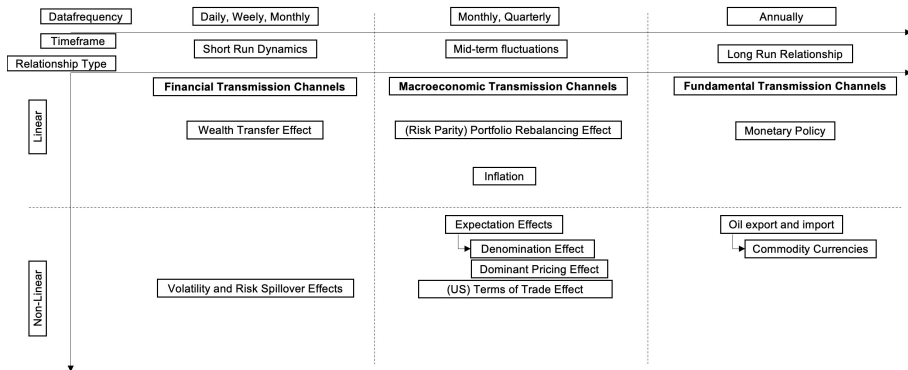 Datafrequency
Daily, Weely, Monthly
Monthly, Quarterly
Annually
Timeframe
Short Run Dynamics
Mid-term fluctuations
Long Run Relationship
Relationship Type
Financial Transmission Channels
Macroeconomic Transmission Channels
Fundamental Transmission Channels
Linear
Wealth Transfer Effect
(Risk Parity) Portfolio Rebalancing Effect
Monetary Policy
Inflation
Non-Linear
Expectation Effects
Oil export and import
Denomination Effect
Commodity Currencies
Dominant Pricing Effect
Volatility and Risk Spillover Effects
(US) Terms of Trade Effect